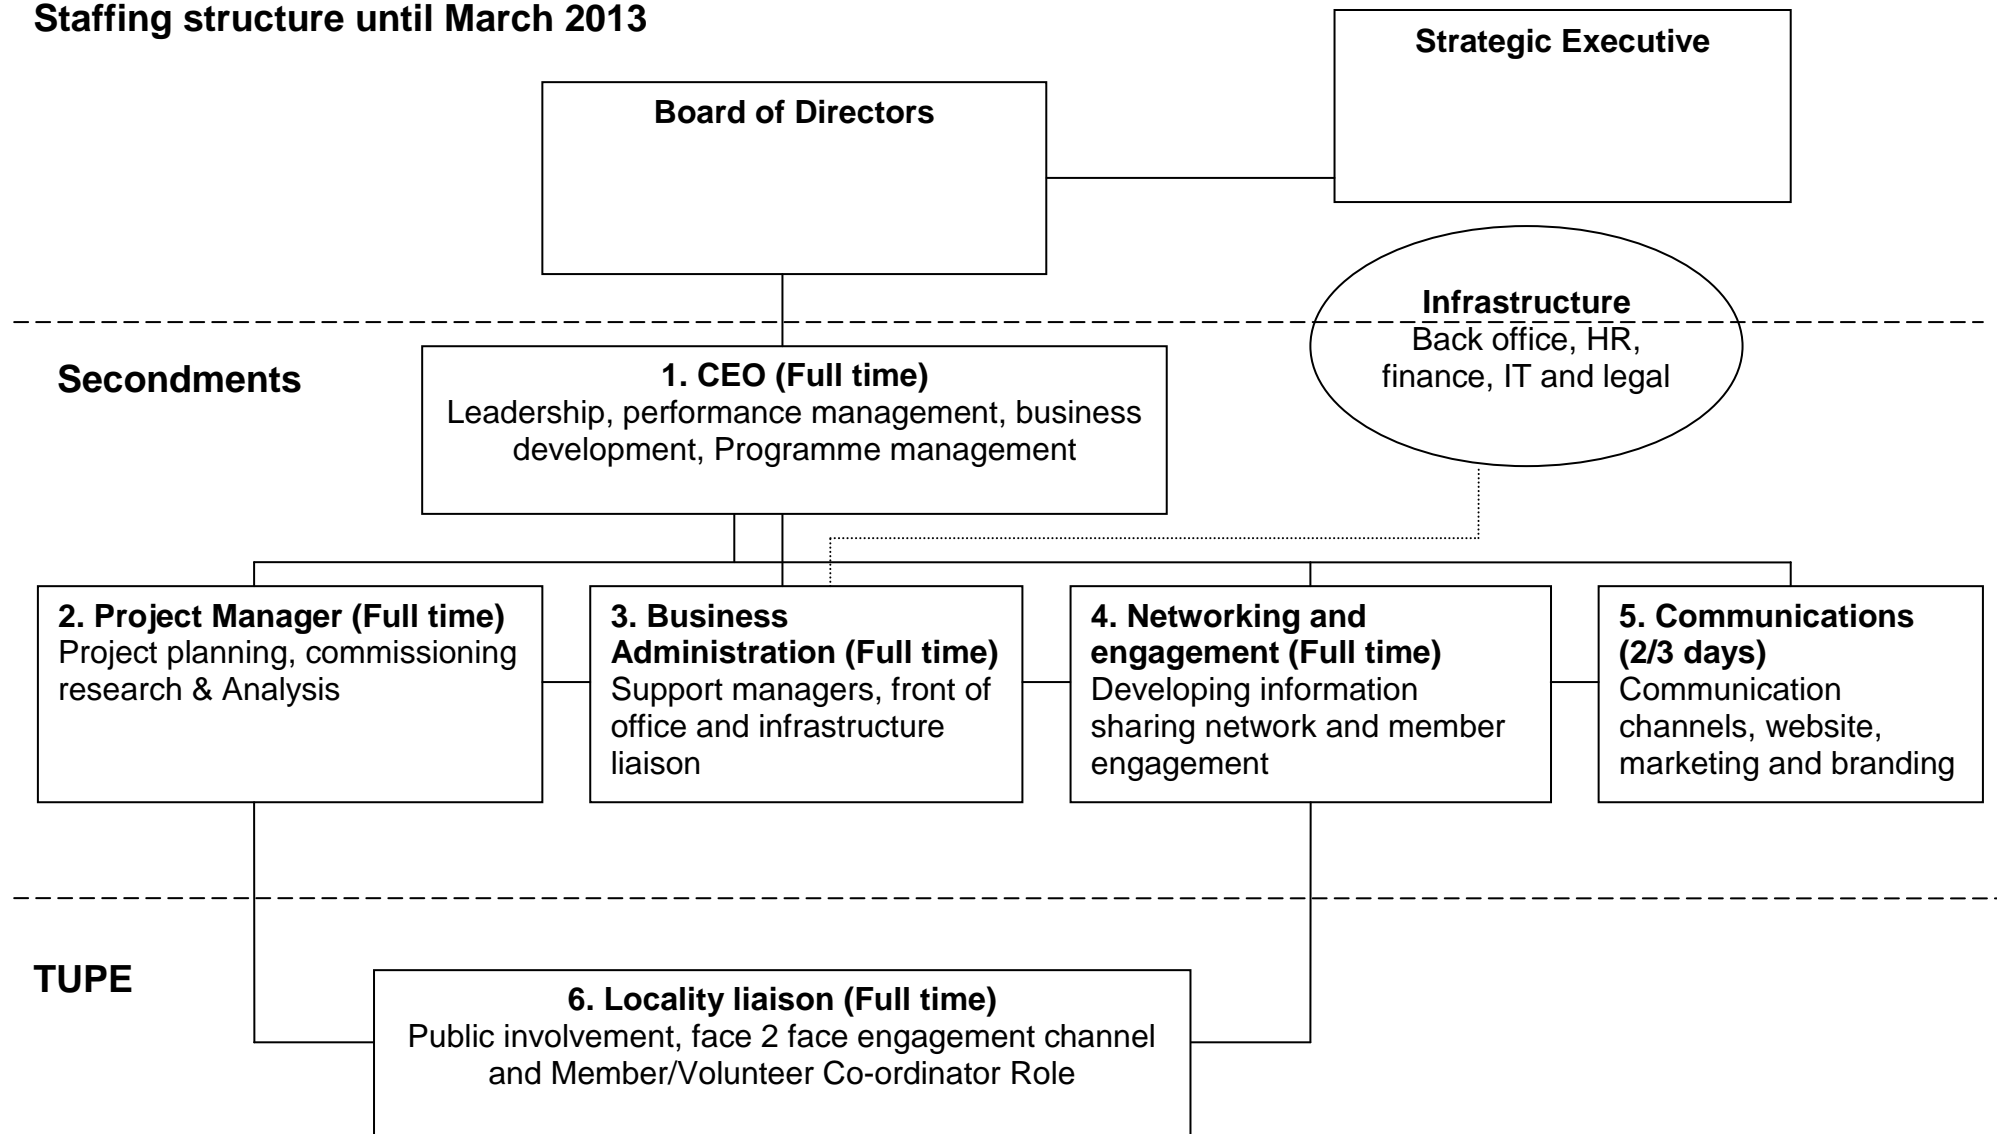 Staffing structure until March 2013
Strategic Executive
Board of Directors
Infrastructure
Back office, HR,
finance, IT and legal
Secondments
1. CEO (Full time)
Leadership, performance management, business
development, Programme management
2. Project Manager (Full time)
Project planning, commissioning
research & Analysis
3. Business
Administration (Full time)
Support managers, front of
office and infrastructure
liaison
4. Networking and
engagement (Full time)
Developing information
sharing network and member
engagement
5. Communications
(2/3 days)
Communication
channels, website,
marketing and branding
TUPE
6. Locality liaison (Full time)
Public involvement, face 2 face engagement channel
and Member/Volunteer Co-ordinator Role